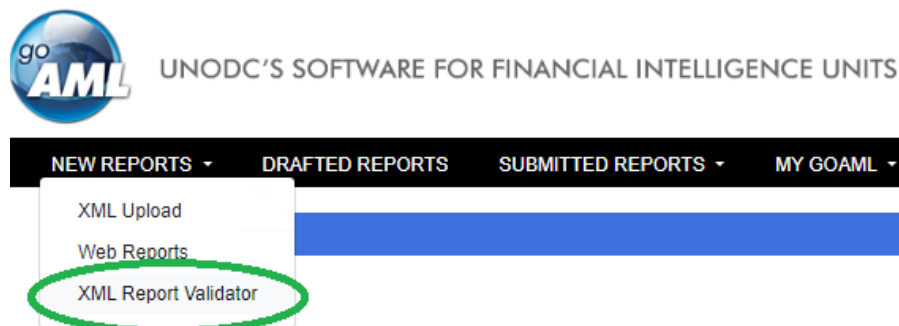 go
AML
UNODC'S SOFTWARE FOR FINANCIAL INTELLIGENCE UNITS
NEW REPORTS DRAFTED REPORTS SUBMITTED REPORTS MY GOAML
XML Upload
Web Reports
XML Report Validator